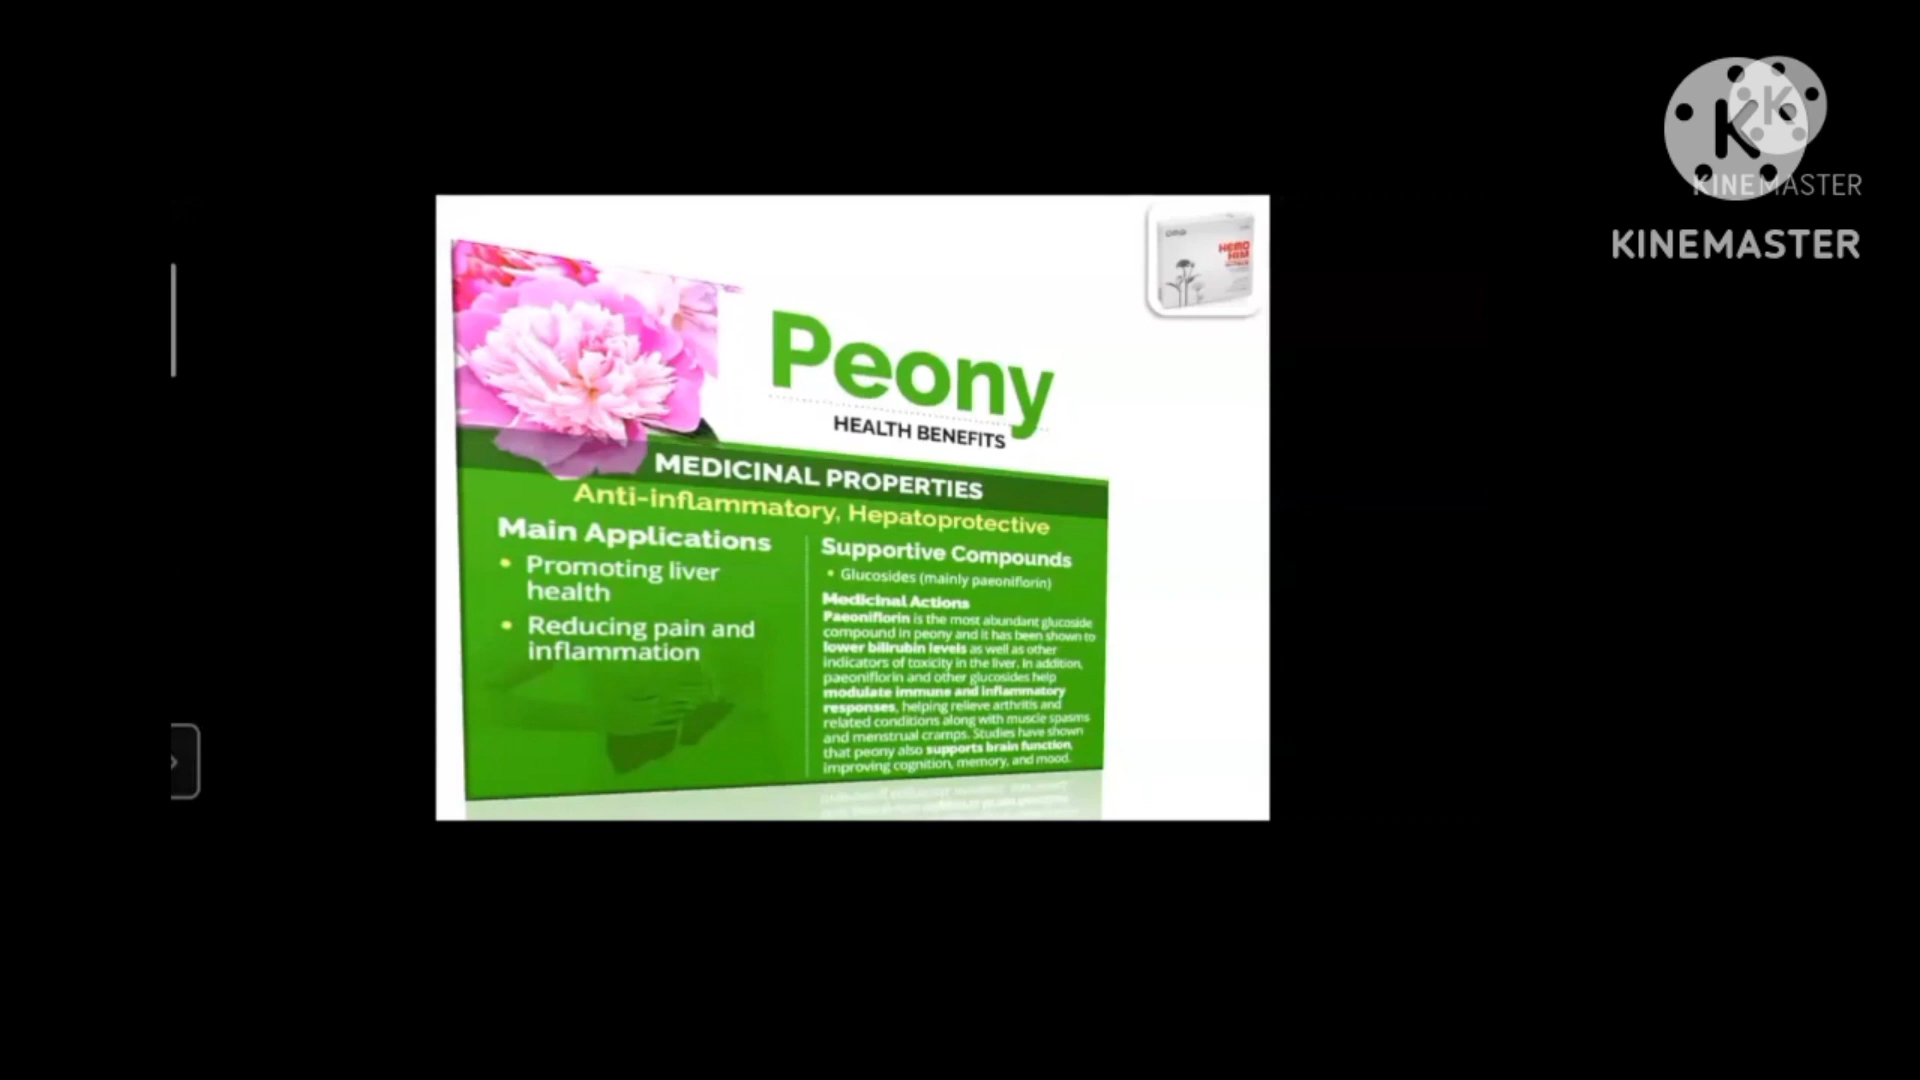 KINEMASTER
KINEMASTER
HEMO
HIM
Peony
HEALTH BENEFITS
MEDICINAL PROPERTIES
Anti-inflammatory, Hepatoprotective
Main Applications
• Promoting liver
health
• Reducing pain and
inflammation
Supportive Compounds
• Glucosides (mainly paeoniflorin)
Medicinal Actions
Paeoniflorin is the most abundant glucoside
compound in peony and it has been shown to
lower bilirubin levels as well as other
indicators of toxicity in the liver. In addition,
paeoniflorin and other glucosides help
modulate immune and inflammatory
responses, helping relieve arthritis and
related conditions along with muscle spasms
and menstrual cramps. Studies have shown
that peony also supports brain function,
improving cognition, memory, and mood.